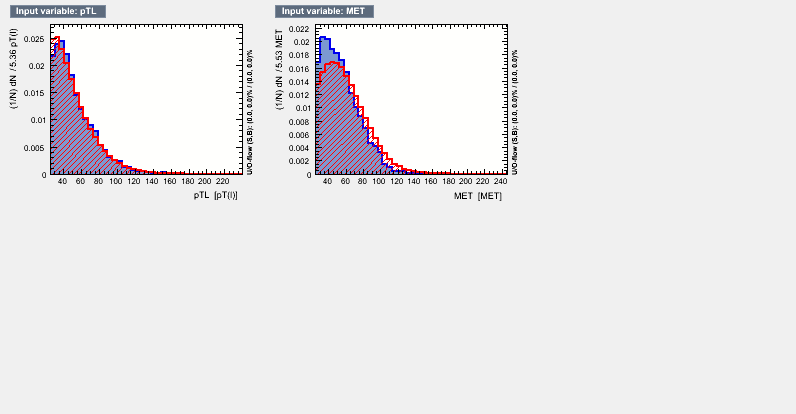 Input variable: pTL
(1/N) dN / 5.36 pT(l)
0.025
0.02
0.015
0.01
0.005
0
40 60 80 100 120 140 160 180 200 220
pTL [pT(l)]
U/O-flow (S,B): (0.0, 0.0)% / (0.0, 0.0)%
Input variable: MET
(1/N) dN / 5.53 MET
0.022
0.02
0.018
0.016
0.014
0.012
0.01
0.008
0.006
0.004
0.002
0
40 60 80 100 120 140 160 180 200 220 240
MET [MET]
U/O-flow (S,B): (0.0, 0.0)% / (0.0, 0.0)%